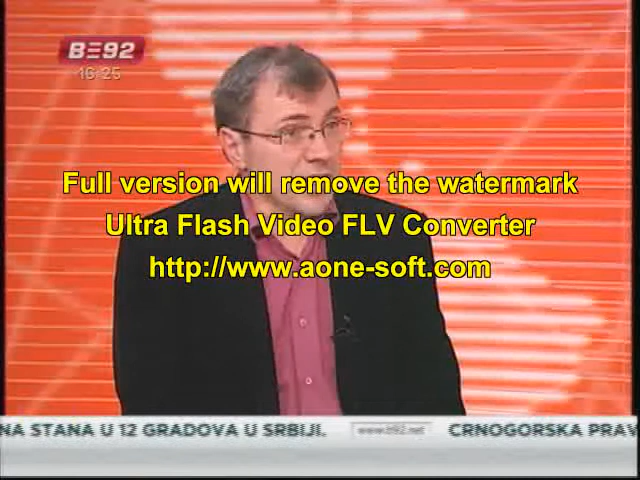 B92
16:25
Full version will remove the watermark
Ultra Flash Video FLV Converter
http://www.aone-soft.com
NA STANA U 12 GRADOVA U SRBIJI. www.b92.net CRNOGORSKA PRAV